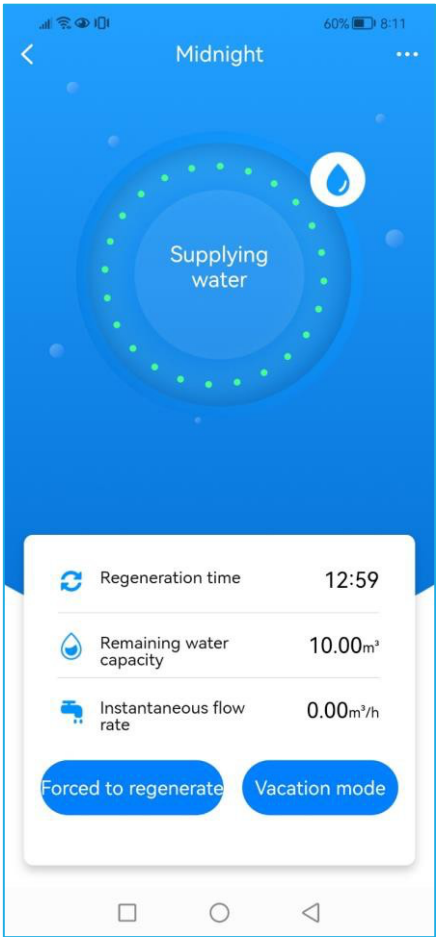 60% 8:11
Midnight
Supplying
water
Regeneration time 12:59
Remaining water
capacity 10.00m³
Instantaneous flow
rate 0.00m³/h
Forced to regenerate Vacation mode